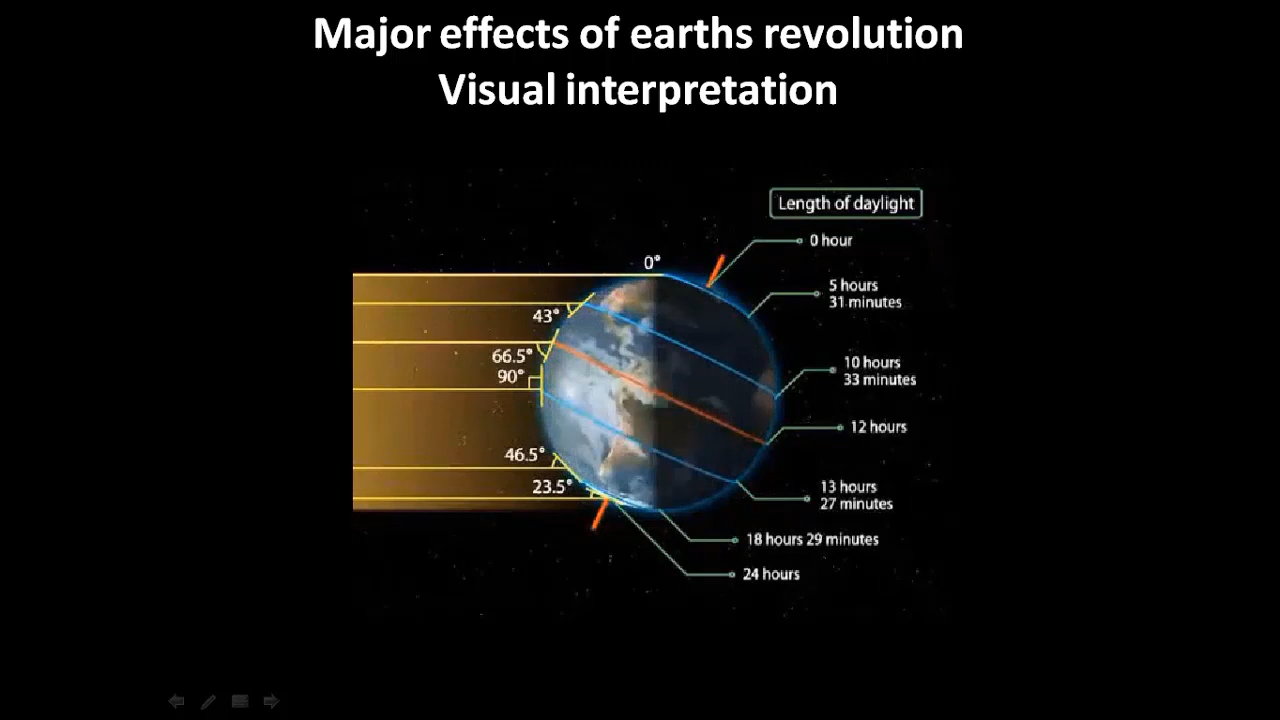 Major effects of earths revolution
Visual interpretation
Length of daylight
0 hour
0°
5 hours
31 minutes
43°
66.5°
90°
10 hours
33 minutes
12 hours
46.5°
23.5°
13 hours
27 minutes
18 hours 29 minutes
24 hours